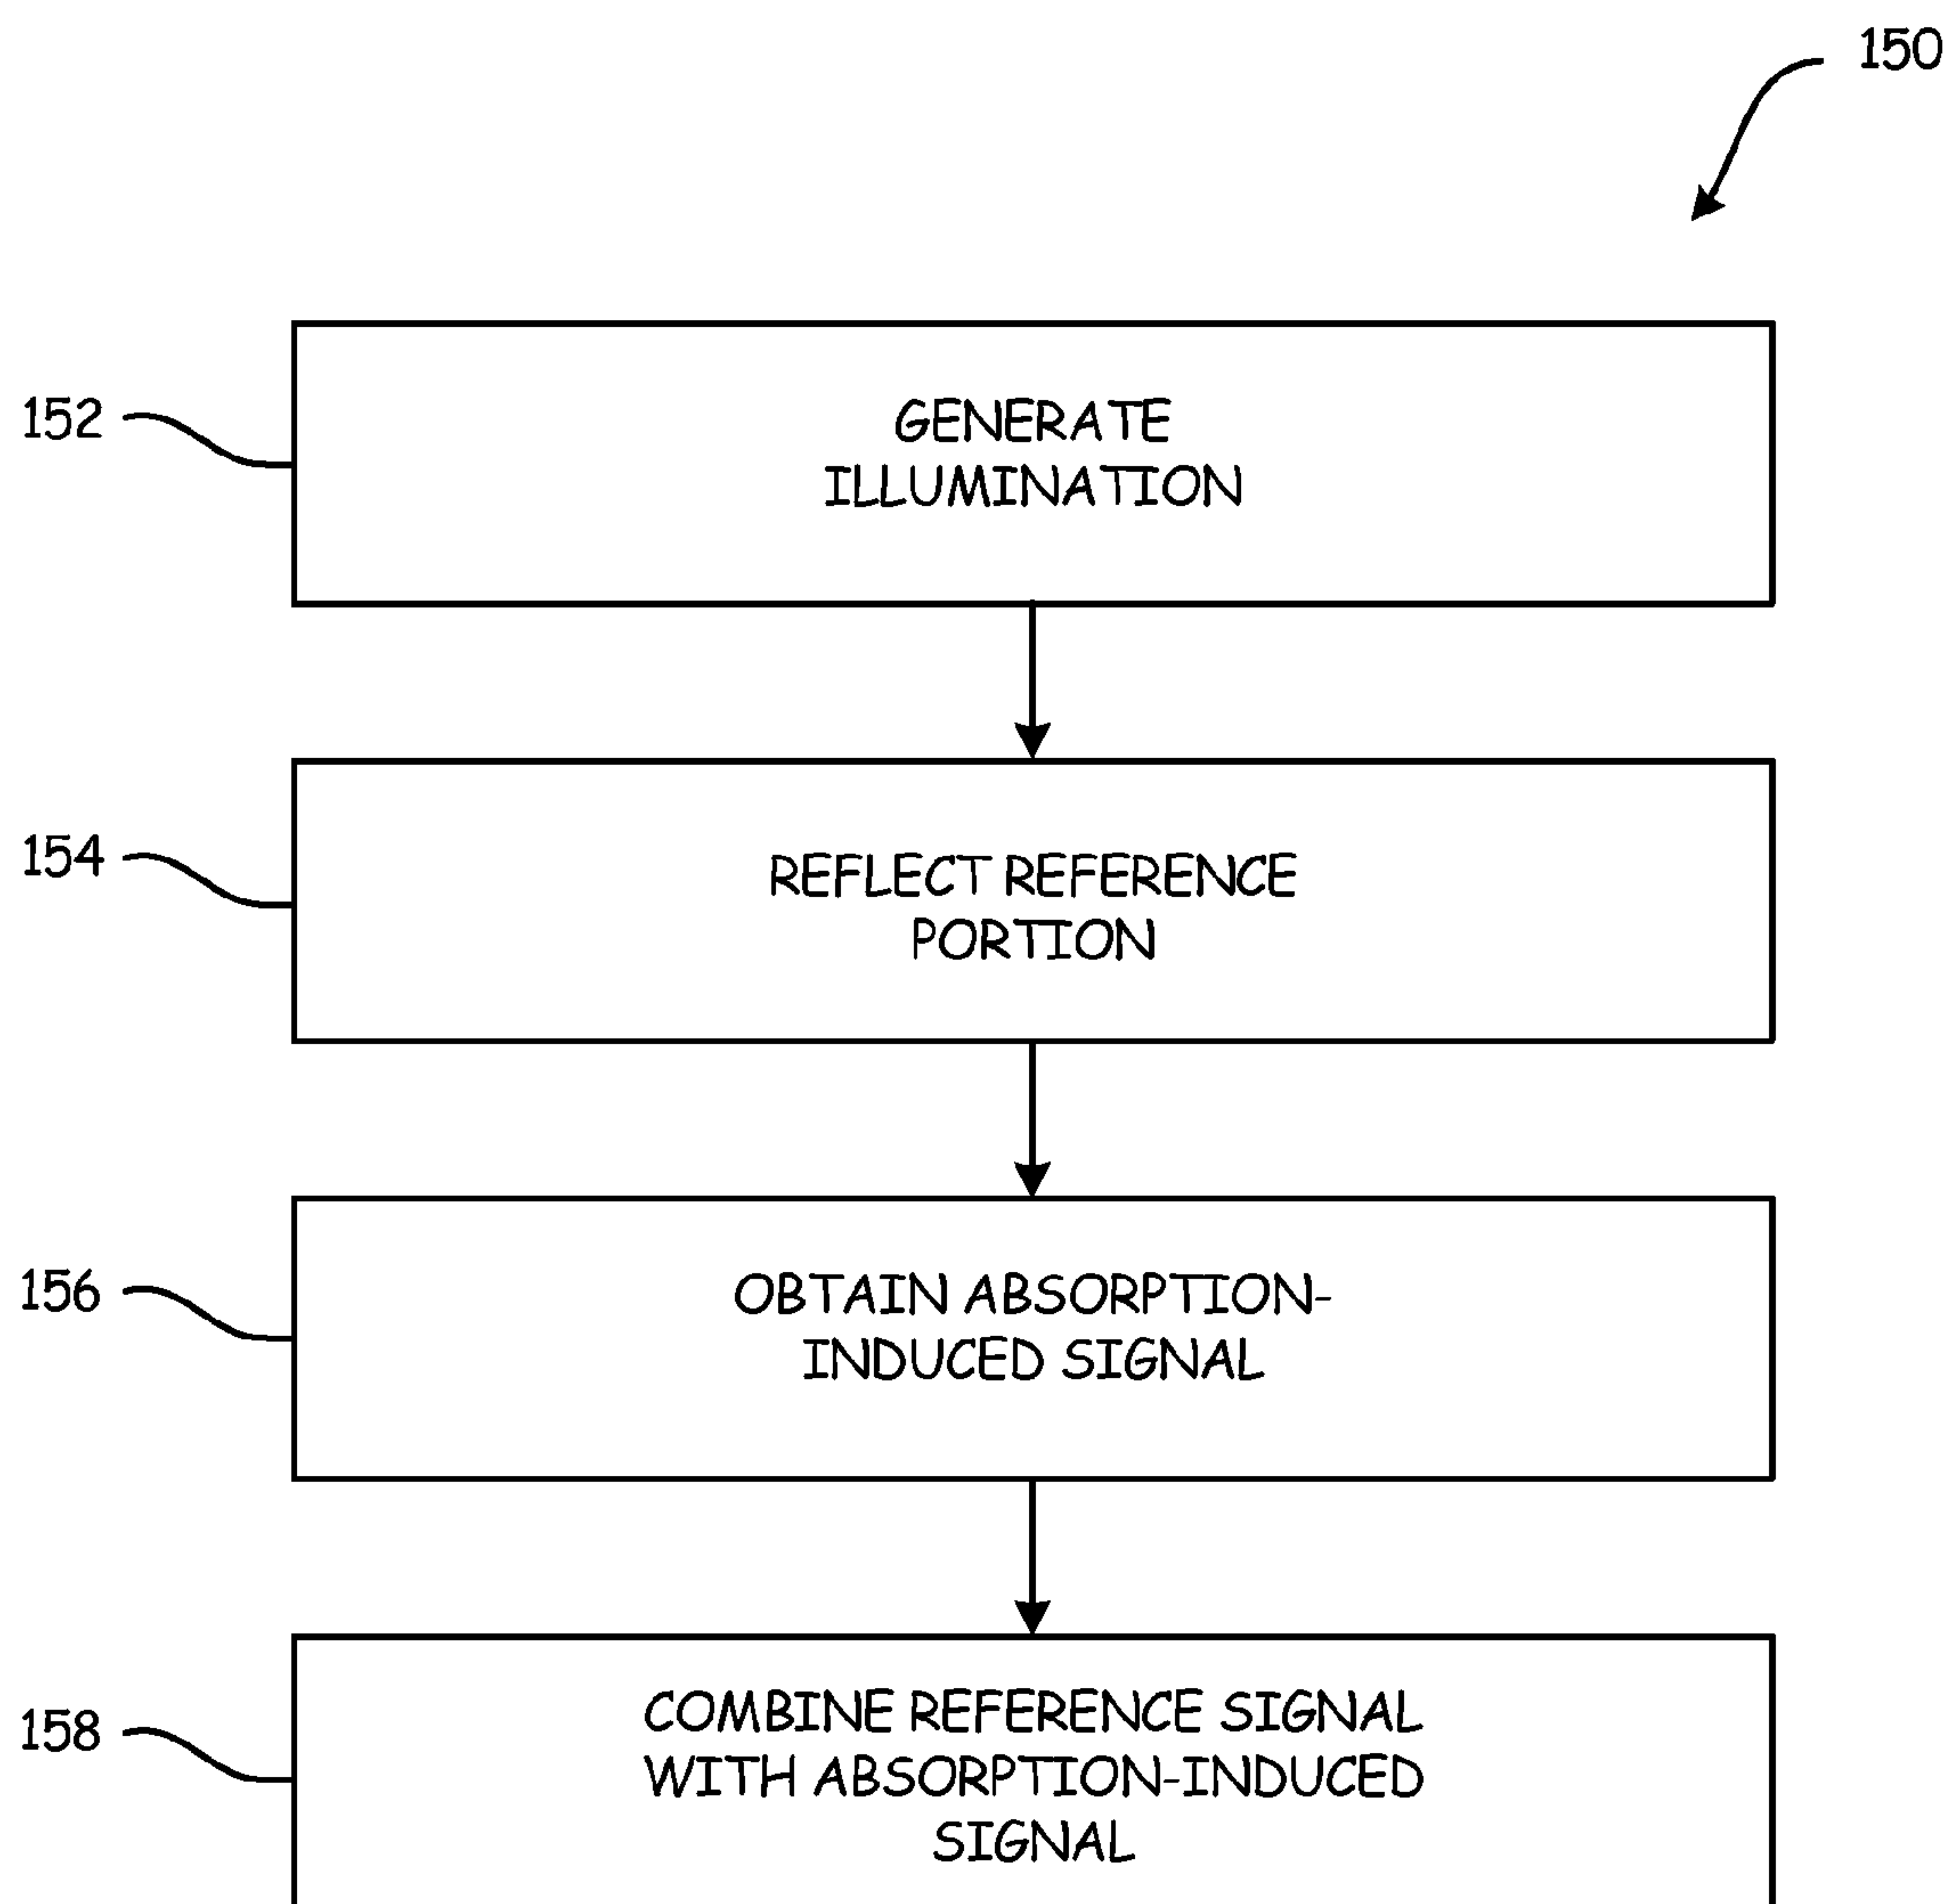 150
152
GENERATE
ILLUMINATION
154
REFLECT REFERENCE
PORTION
156
OBTAIN ABSORPTION-
INDUCED SIGNAL
158
COMBINE REFERENCE SIGNAL
WITH ABSORPTION-INDUCED
SIGNAL